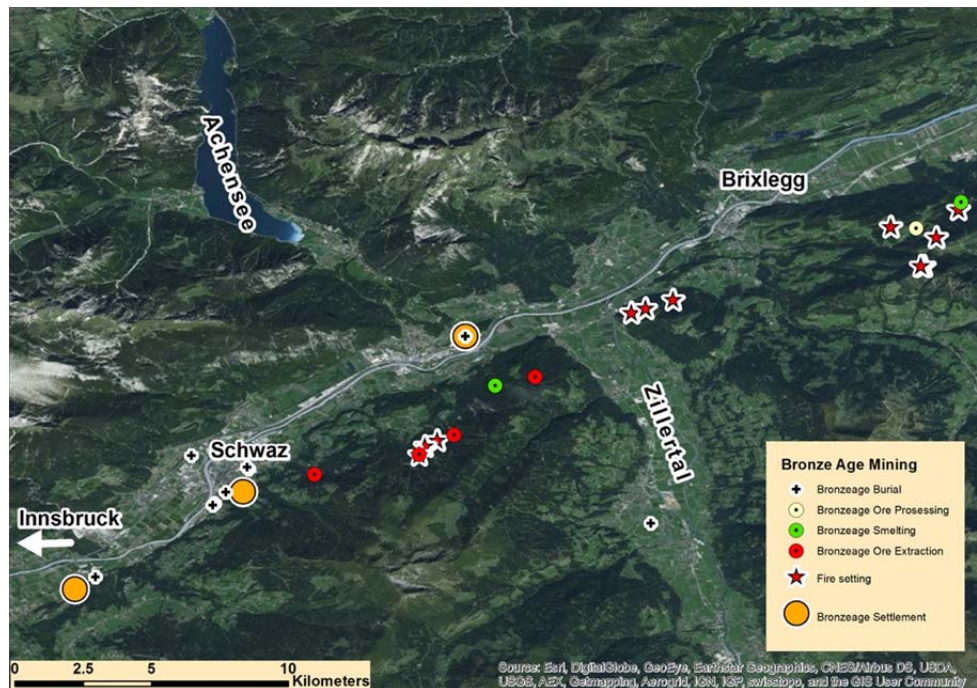 Achensee
Brixlegg
Zillertal
Schwaz
Innsbruck
Bronze Age Mining
Bronzeage Burial
Bronzeage Ore Prosessing
Bronzeage Smelting
Bronzeage Ore Extraction
Fire setting
Bronzeage Settlement
0 2.5 5 10
Kilometers
Source: Esri, DigitalGlobe, GeoEye, Earthstar Geographics, CNES/Airbus DS, USDA,
USGS, AEX, Getmapping, Aerogrid, IGN, IGP, swisstopo, and the GIS User Community